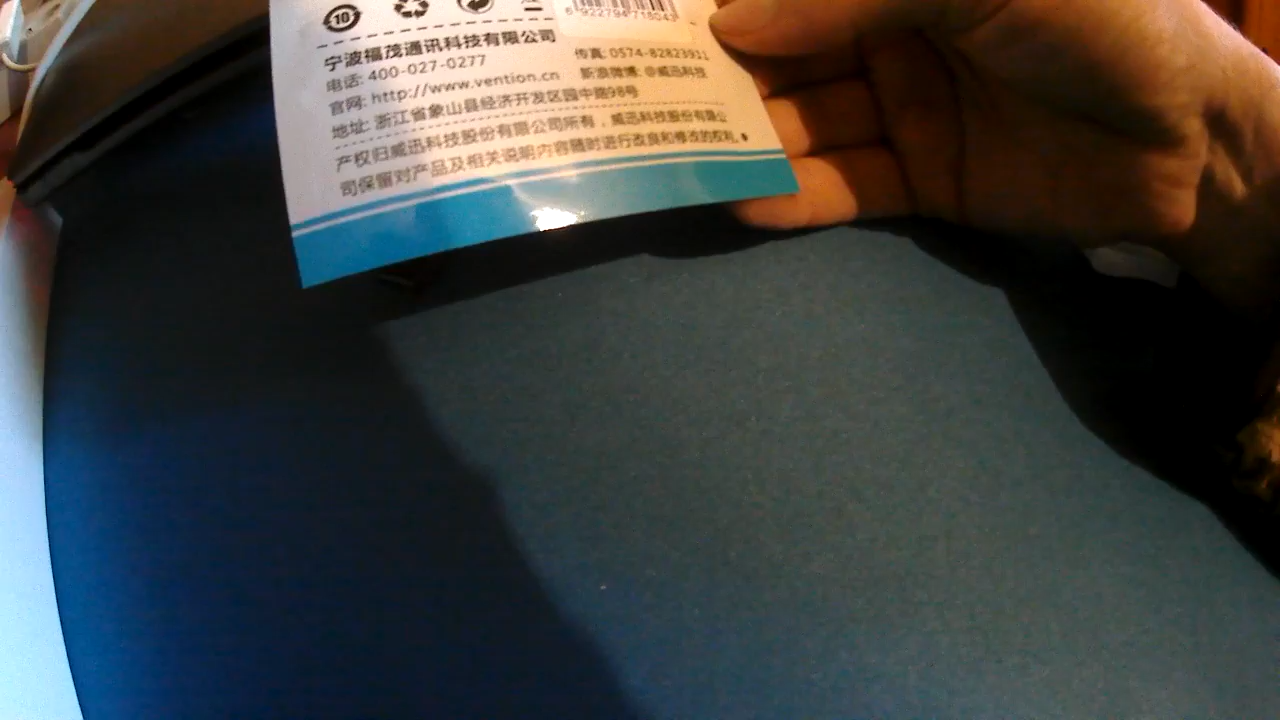 10
6 922794 718043
宁波福茂通讯科技有限公司
电话: 400-027-0277 传真: 0574-82823911
官网: http://www.vention.cn 新浪微博: @威迅科技
地址: 浙江省象山县经济开发区园中路98号
产权归威迅科技股份有限公司所有，威迅科技股份有限公
司保留对产品及相关说明内容随时进行改良和修改的权利。